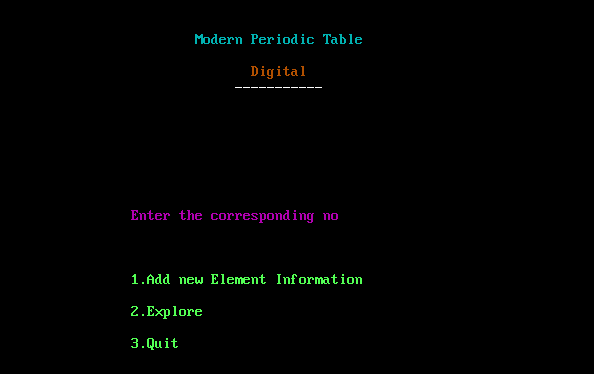 Modern Periodic Table
Digital
-----------
Enter the corresponding no
1.Add new Element Information
2.Explore
3.Quit